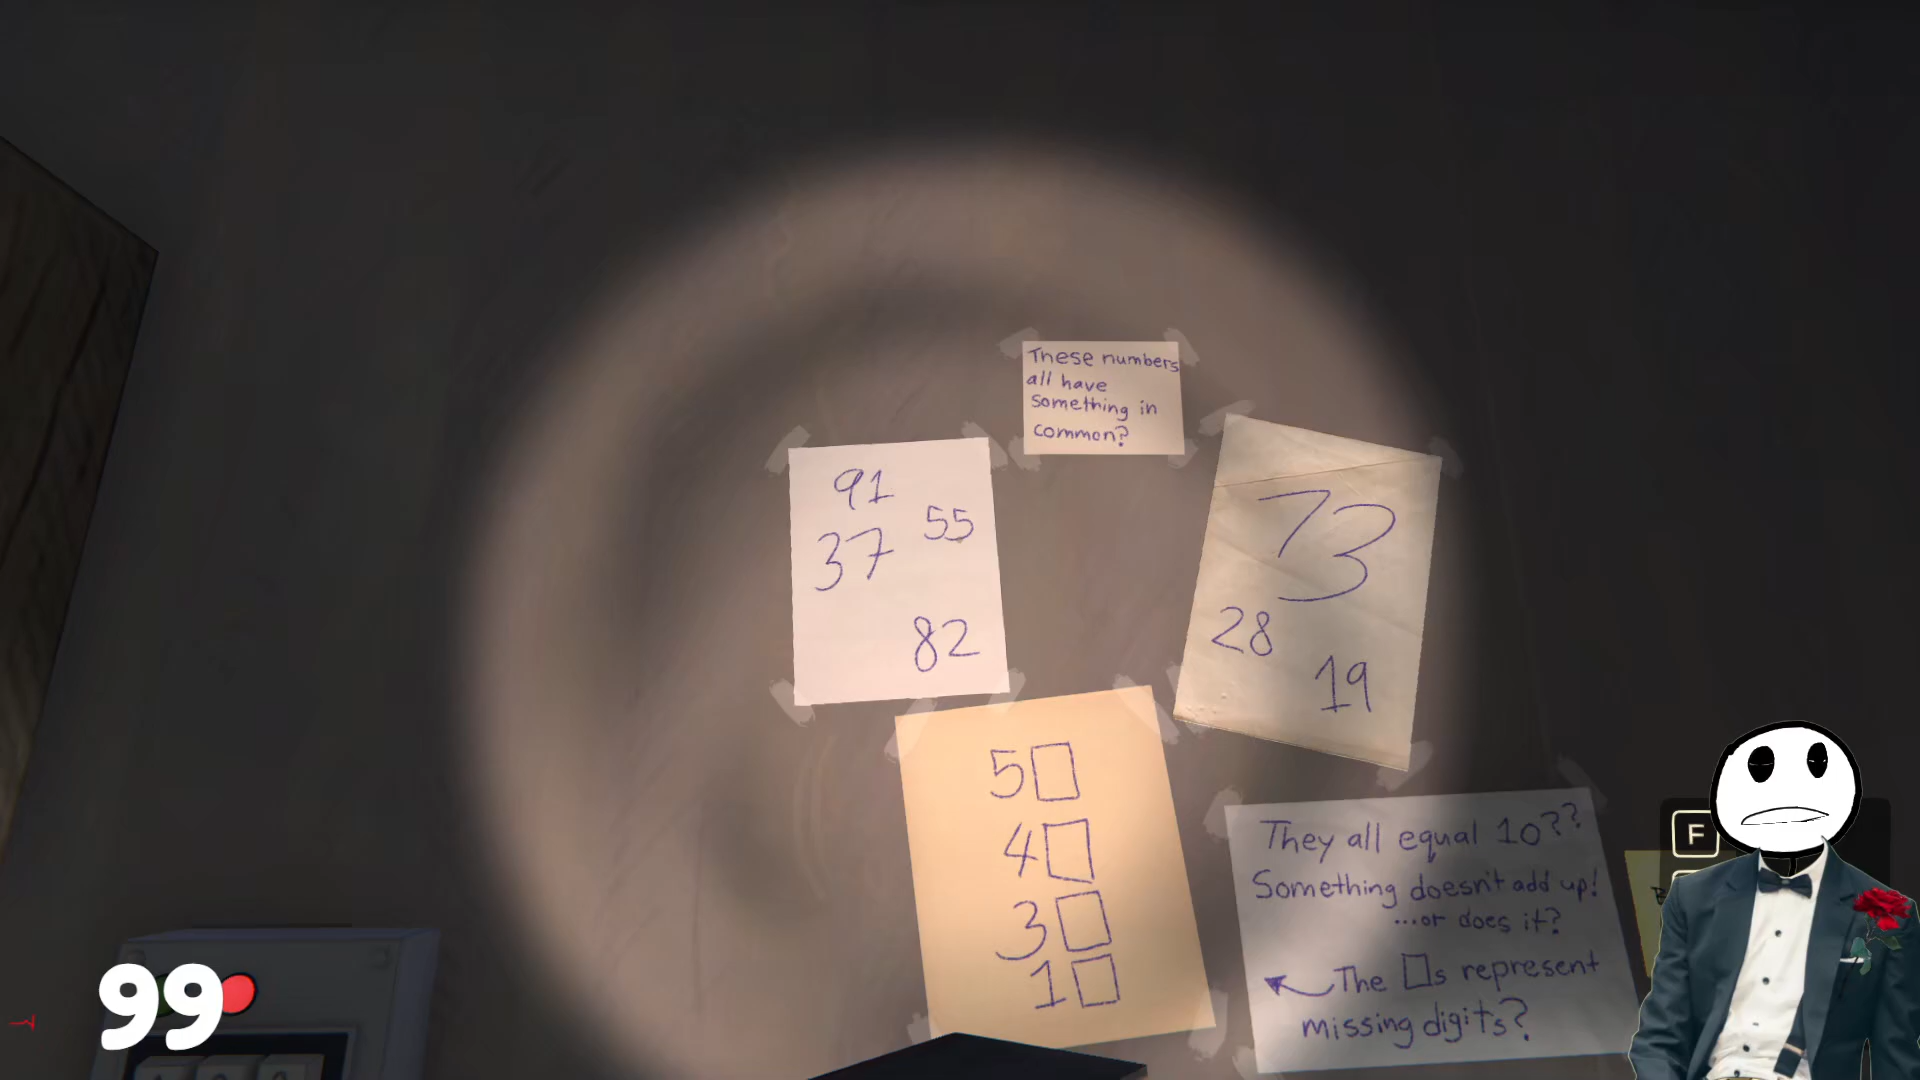 These numbers
all have
something in
common?
91
55
37
82
73
28
19
5□
4□
3□
1□
They all equal 10??
Something doesn't add up!
...or does it?
The □s represent
missing digits?
F
99